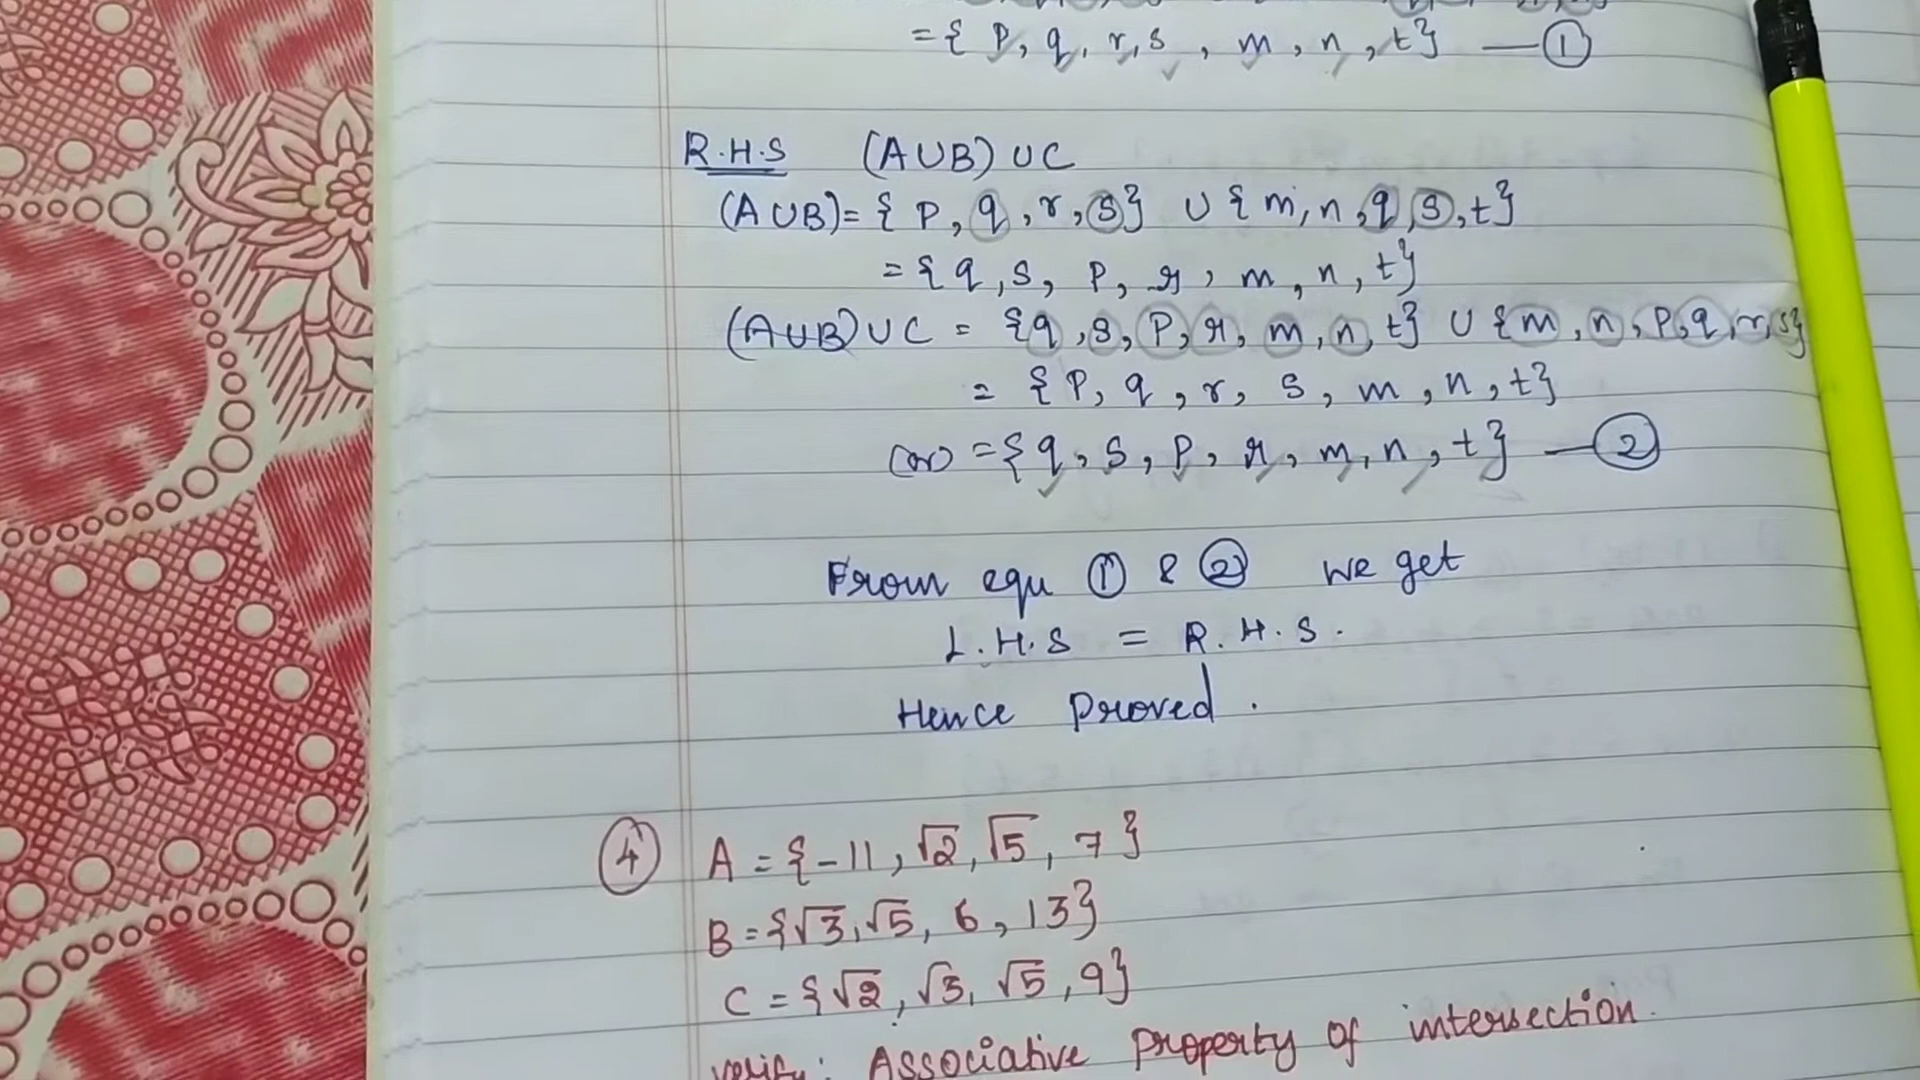 ={ P, q, r, s, m, n, t} — ①
R.H.S (A∪B) ∪C
(A∪B)= { P, q, r, s} ∪ { m, n, q, s, t}
= { q, s, P, r, m, n, t}
(A∪B)∪C = {q, s, P, r, m, n, t} ∪ {m, n, P, q, r, s}
= { P, q, r, s, m, n, t}
(or) = { q, s, P, r, m, n, t} — ②
From equ ① & ② we get
L.H.S = R.H.S.
Hence Proved.
④ A = {-11, √2, √5, 7}
B = {√3, √5, 6, 13}
C = {√2, √3, √5, 9}
verify: Associative Property of intersection.